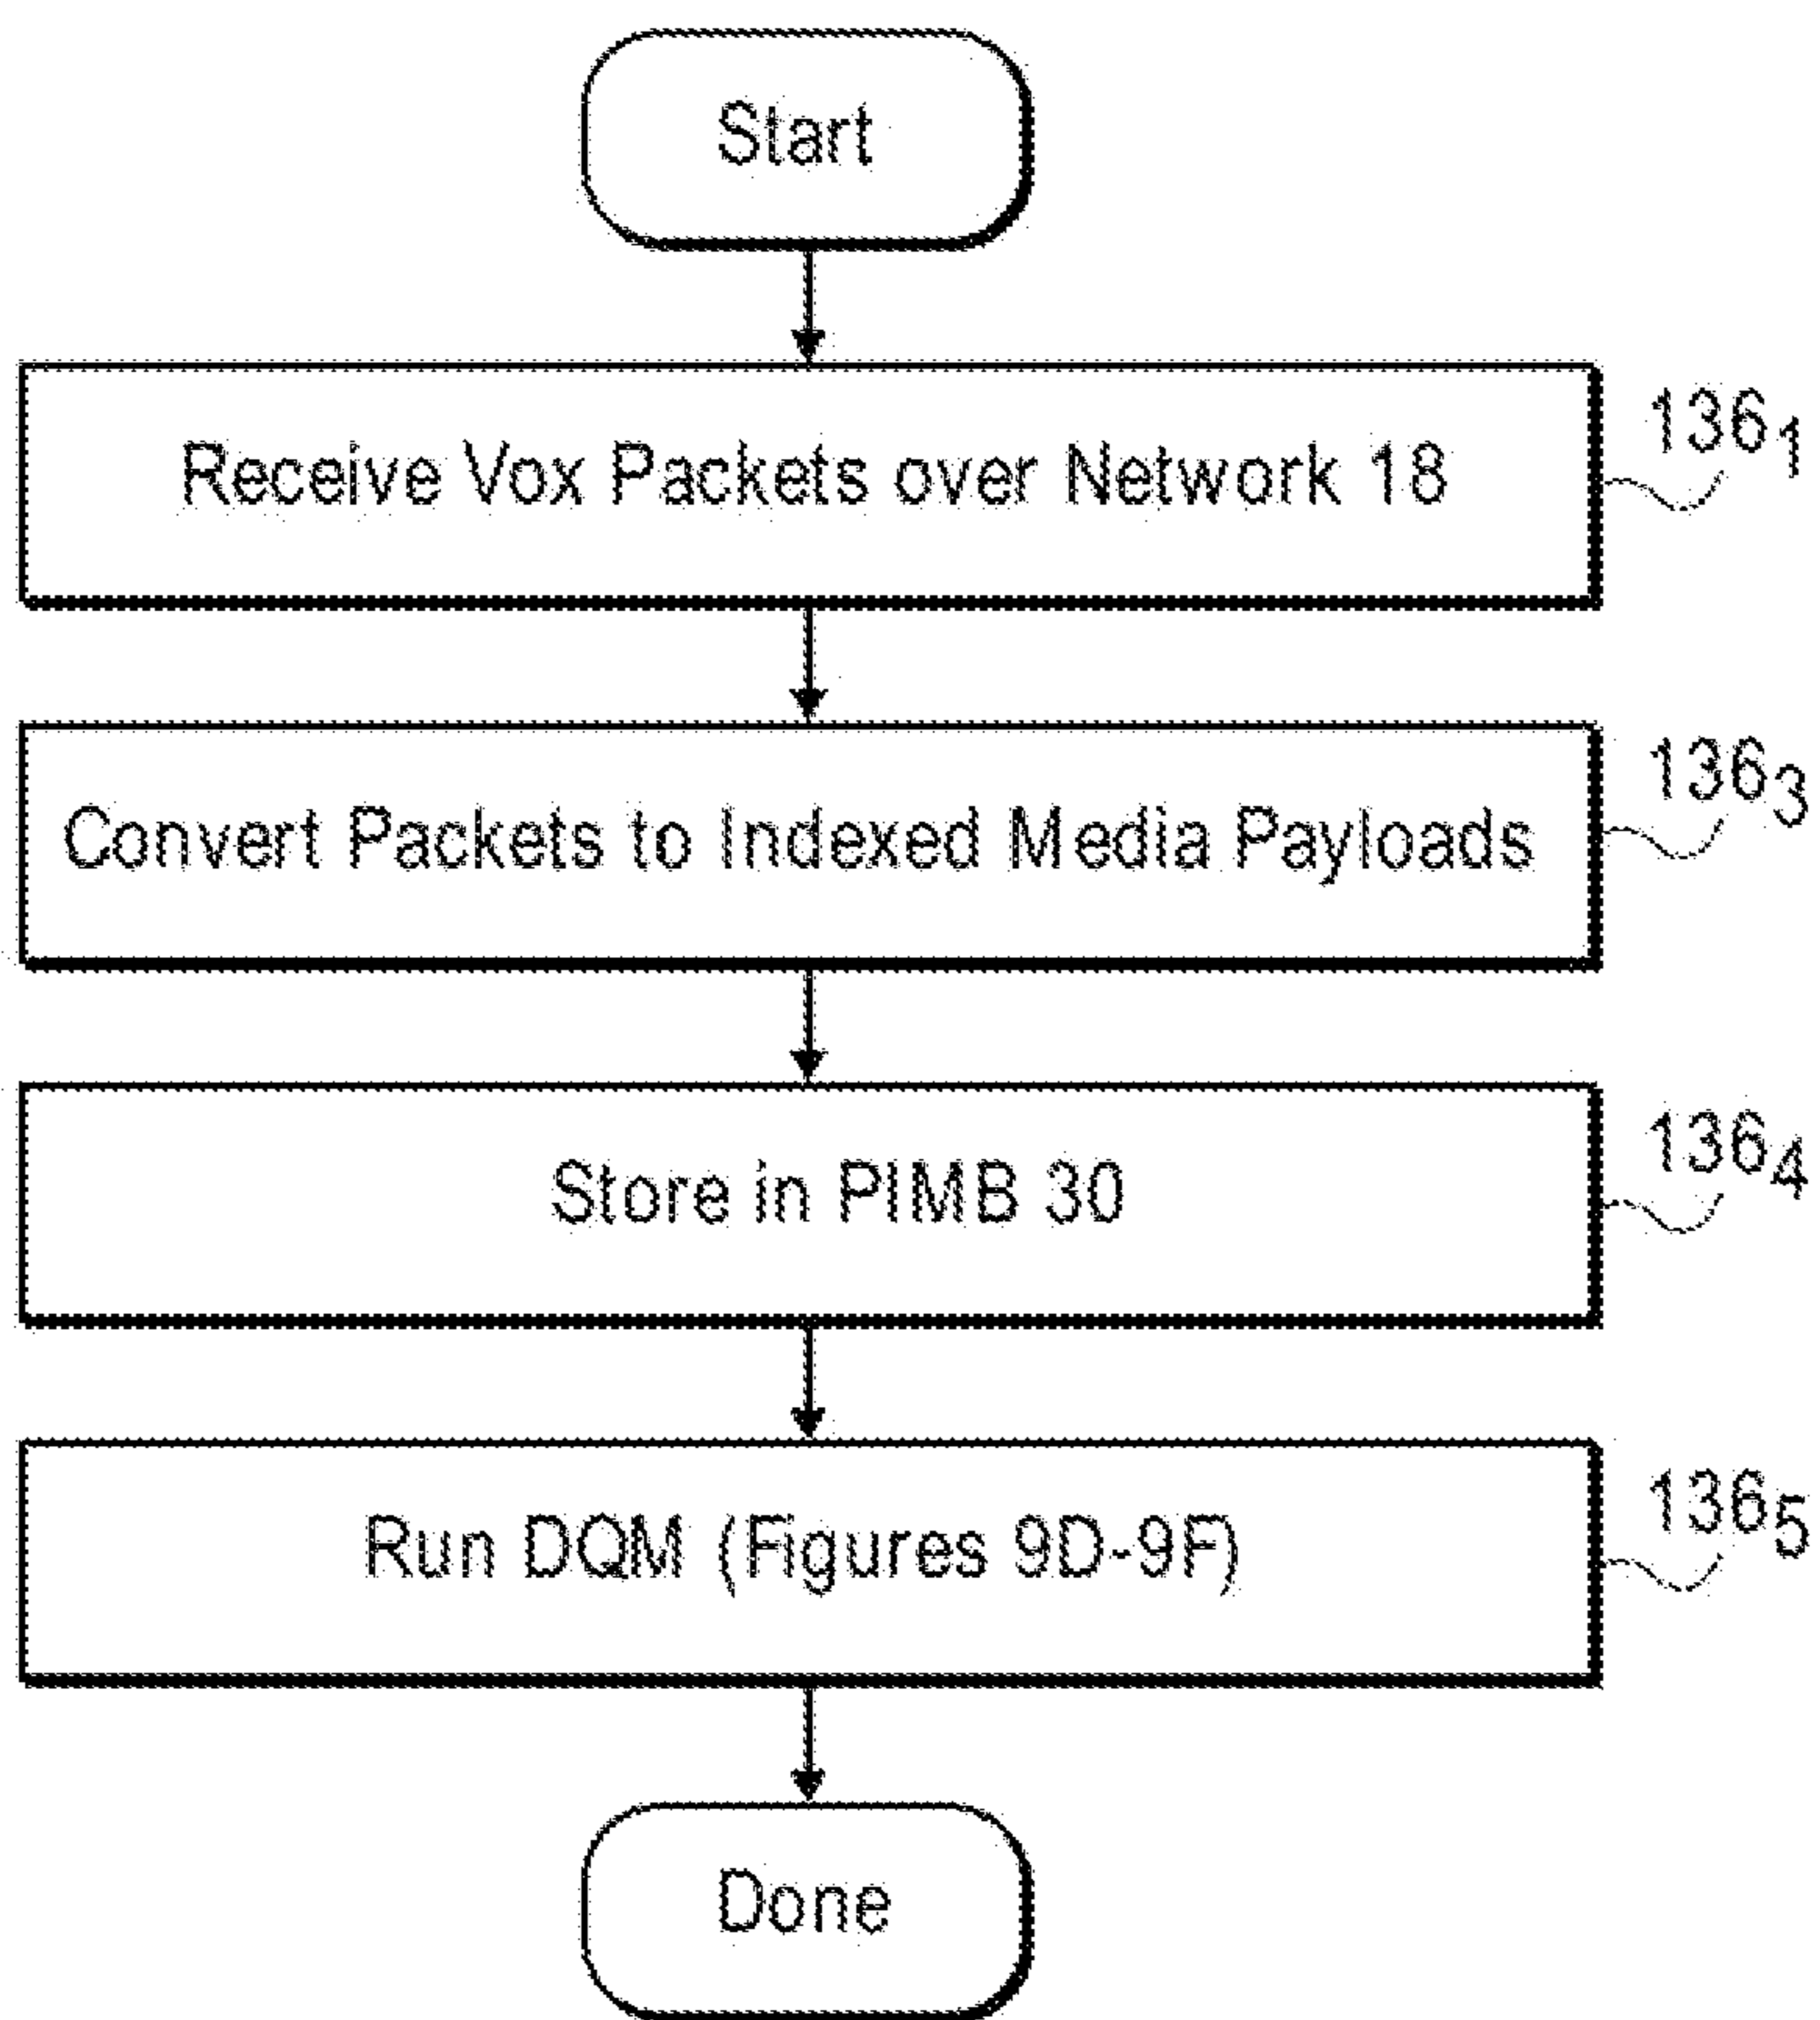 Start
Receive Vox Packets over Network 18
136₁
Convert Packets to Indexed Media Payloads
136₃
Store in PIMB 30
136₄
Run DQM (Figures 9D-9F)
136₅
Done